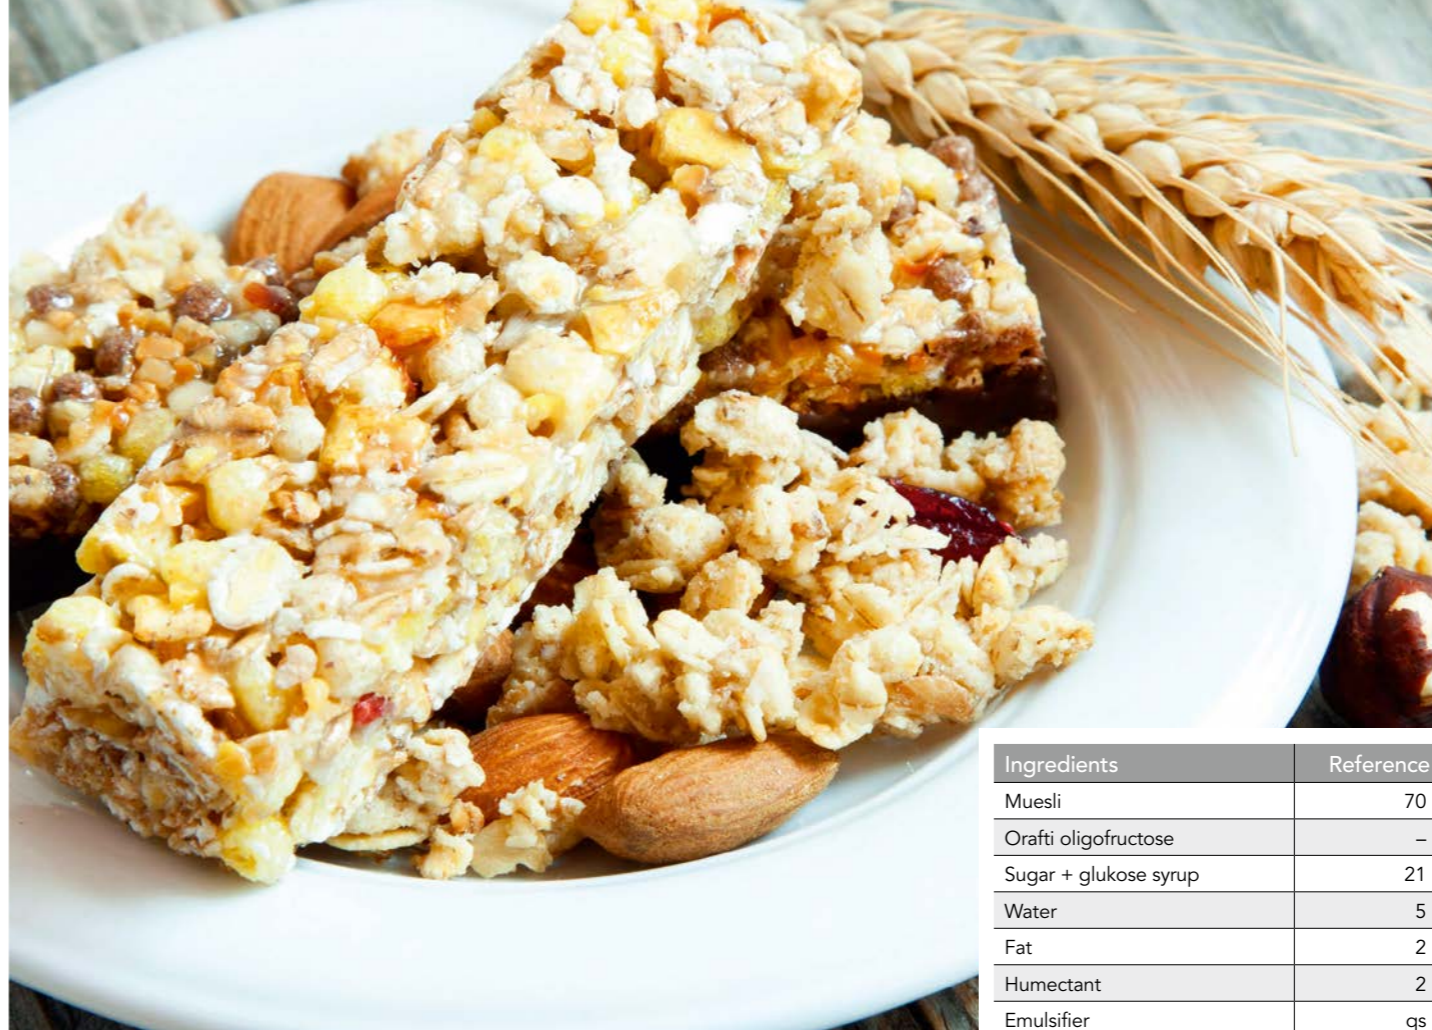 Ingredients Reference
Muesli 70
Orafti oligofructose –
Sugar + glukose syrup 21
Water 5
Fat 2
Humectant 2
Emulsifier qs